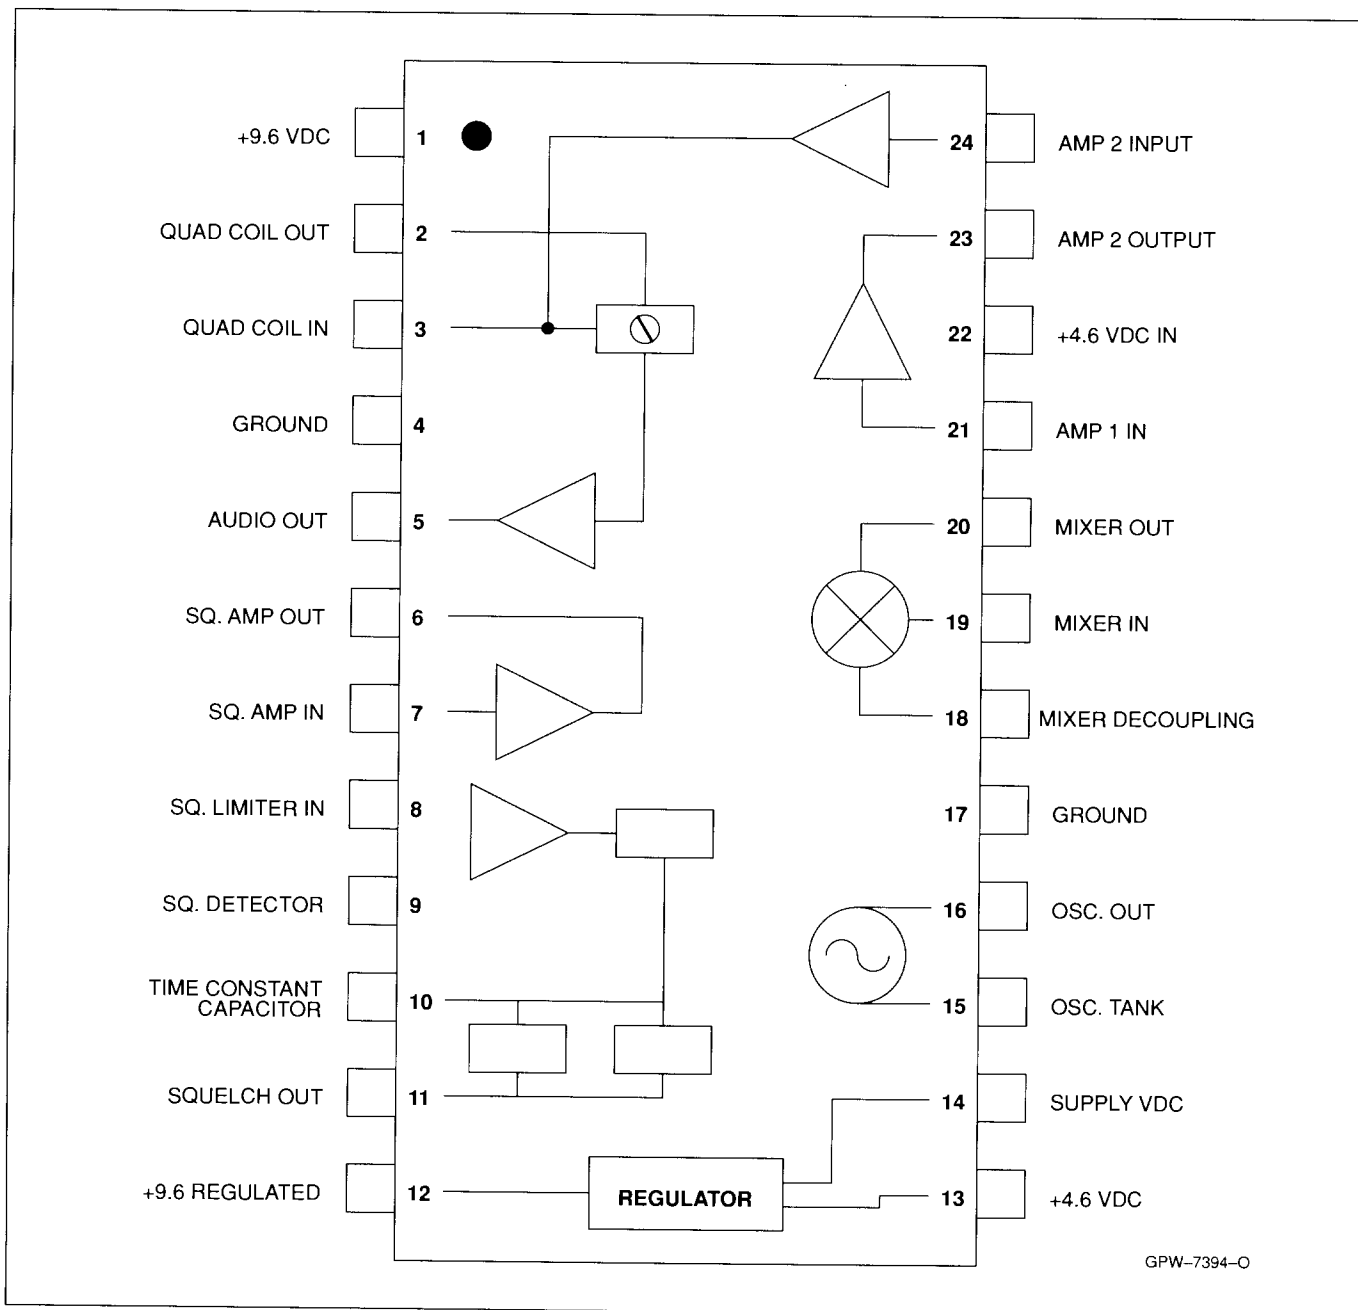 +9.6 VDC 1 24 AMP 2 INPUT
QUAD COIL OUT 2 23 AMP 2 OUTPUT
QUAD COIL IN 3 22 +4.6 VDC IN
GROUND 4 21 AMP 1 IN
AUDIO OUT 5 20 MIXER OUT
SQ. AMP OUT 6 19 MIXER IN
SQ. AMP IN 7 18 MIXER DECOUPLING
SQ. LIMITER IN 8 17 GROUND
SQ. DETECTOR 9 16 OSC. OUT
TIME CONSTANT
CAPACITOR 10 15 OSC. TANK
SQUELCH OUT 11 14 SUPPLY VDC
+9.6 REGULATED 12 REGULATOR 13 +4.6 VDC
GPW–7394–O